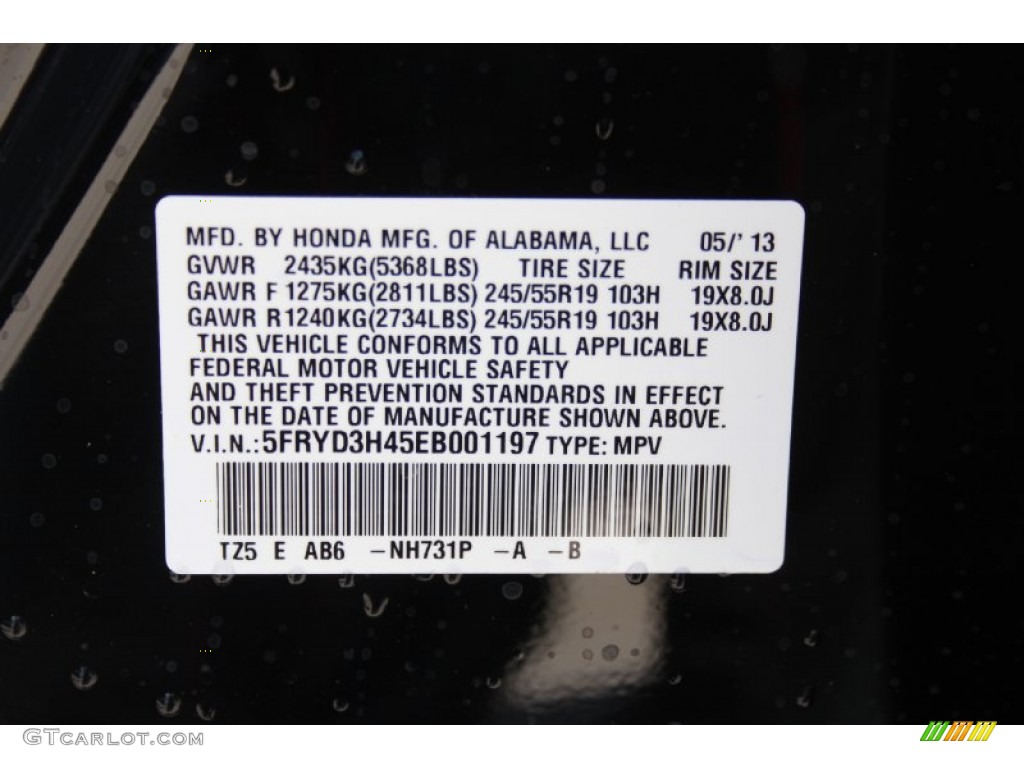 MFD. BY HONDA MFG. OF ALABAMA, LLC 05/' 13
GVWR 2435KG(5368LBS) TIRE SIZE RIM SIZE
GAWR F 1275KG(2811LBS) 245/55R19 103H 19X8.0J
GAWR R 1240KG(2734LBS) 245/55R19 103H 19X8.0J
THIS VEHICLE CONFORMS TO ALL APPLICABLE
FEDERAL MOTOR VEHICLE SAFETY
AND THEFT PREVENTION STANDARDS IN EFFECT
ON THE DATE OF MANUFACTURE SHOWN ABOVE.
V.I.N.: 5FRYD3H45EB001197 TYPE: MPV
TZ5 E AB6 -NH731P -A -B
GTCARLOT.COM